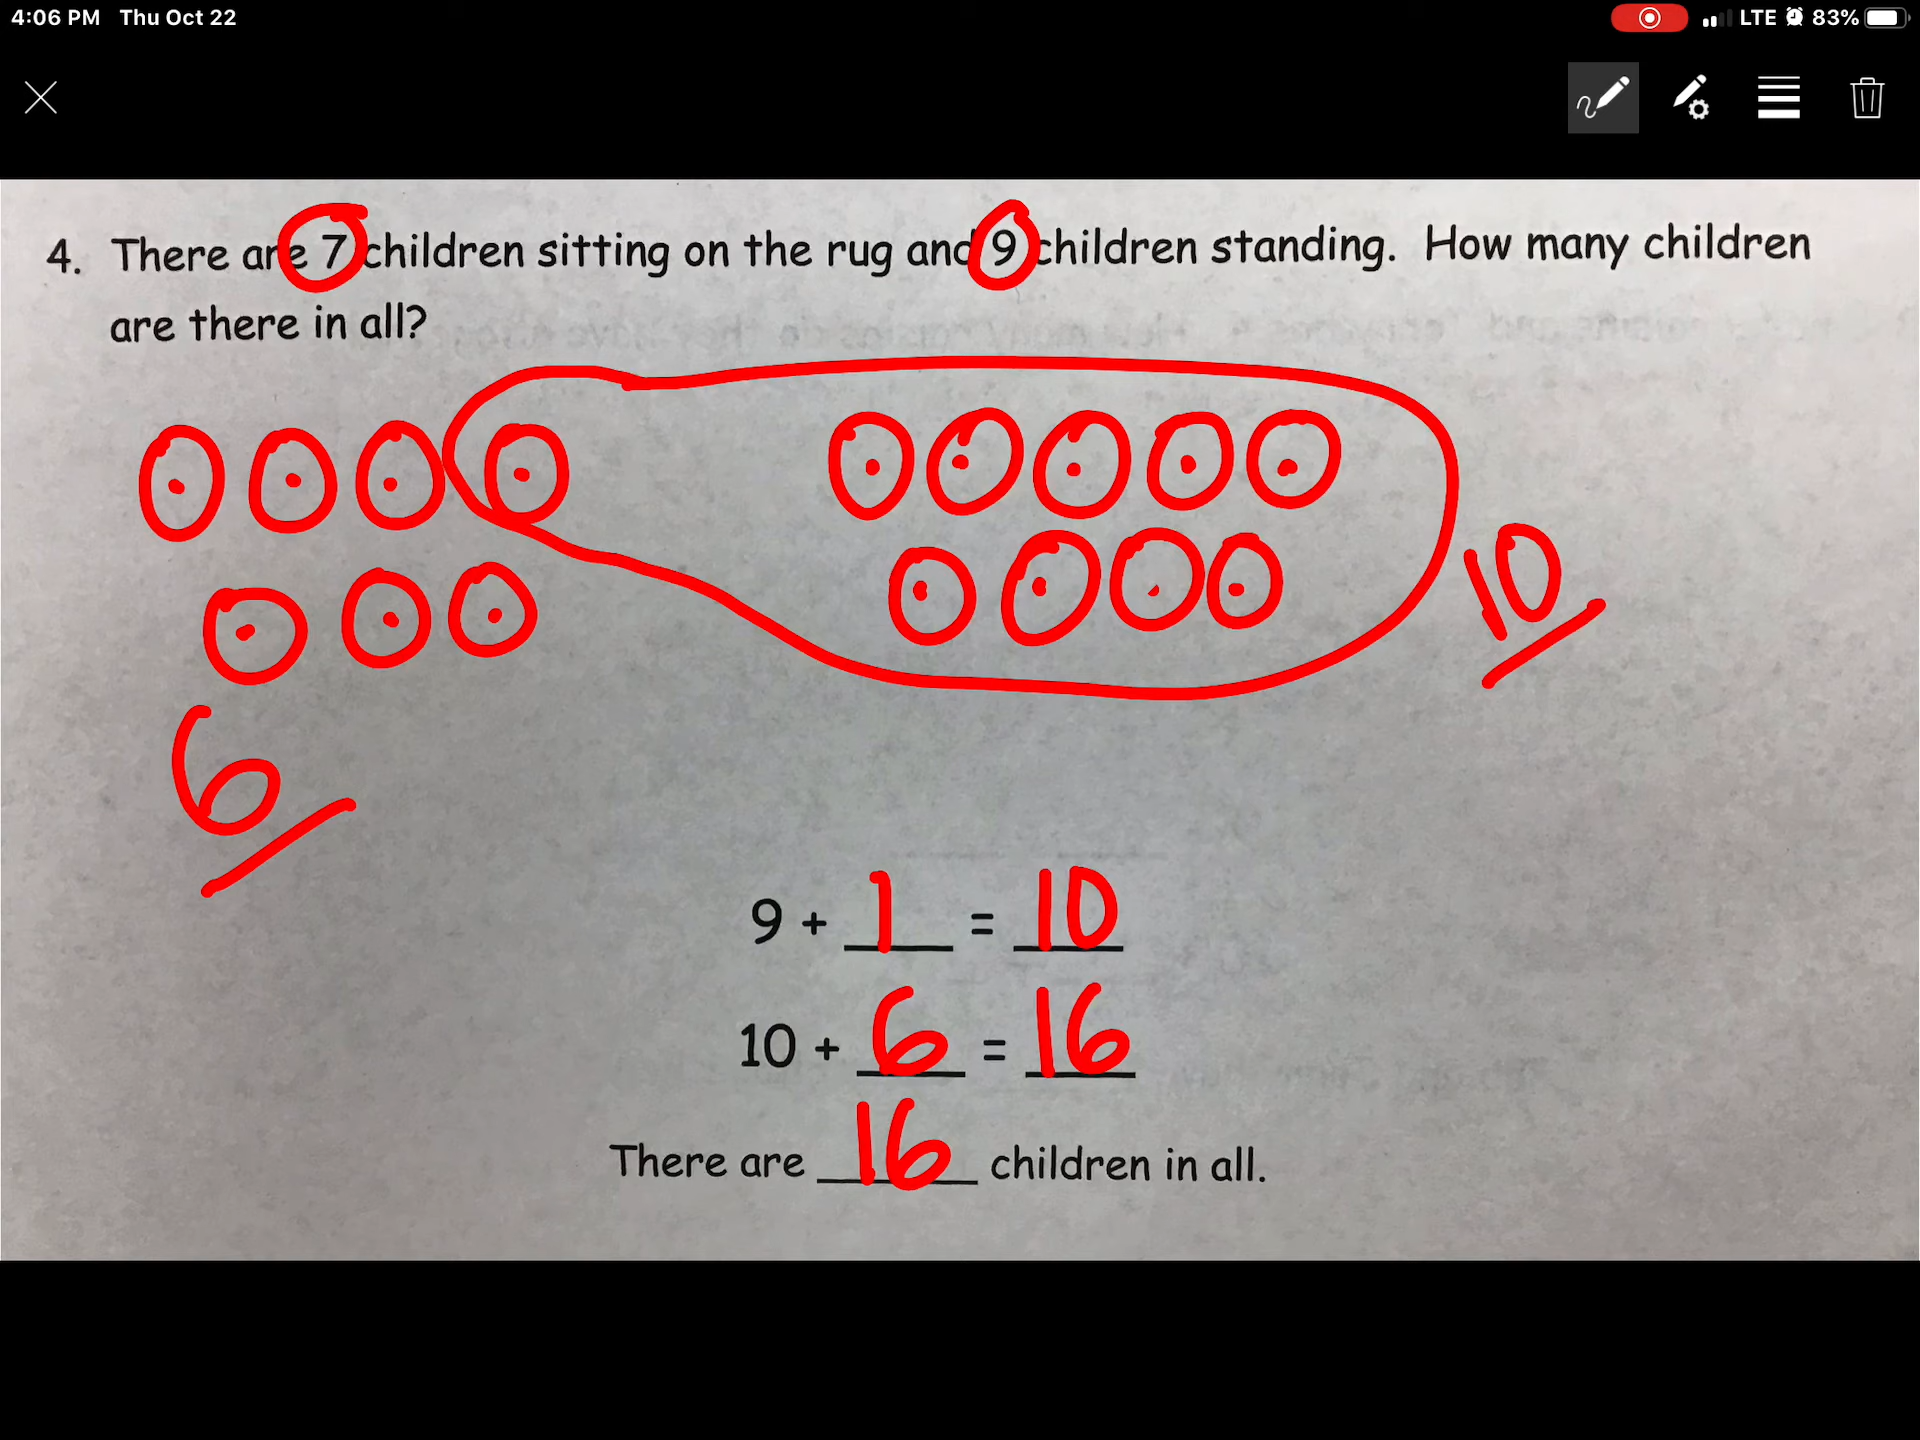 4:06 PM Thu Oct 22
LTE 83%
4. There are 7 children sitting on the rug and 9 children standing. How many children
are there in all?
10
6
9 + 1 = 10
10 + 6 = 16
There are 16 children in all.